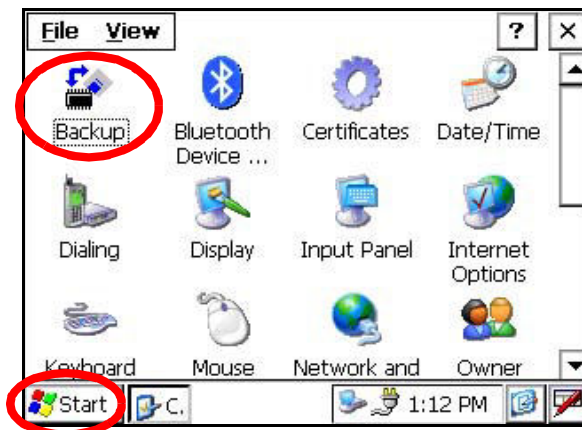 File View ? ×
Backup Bluetooth Device ... Certificates Date/Time
Dialing Display Input Panel Internet Options
Keyboard Mouse Network and Owner
Start C. 1:12 PM